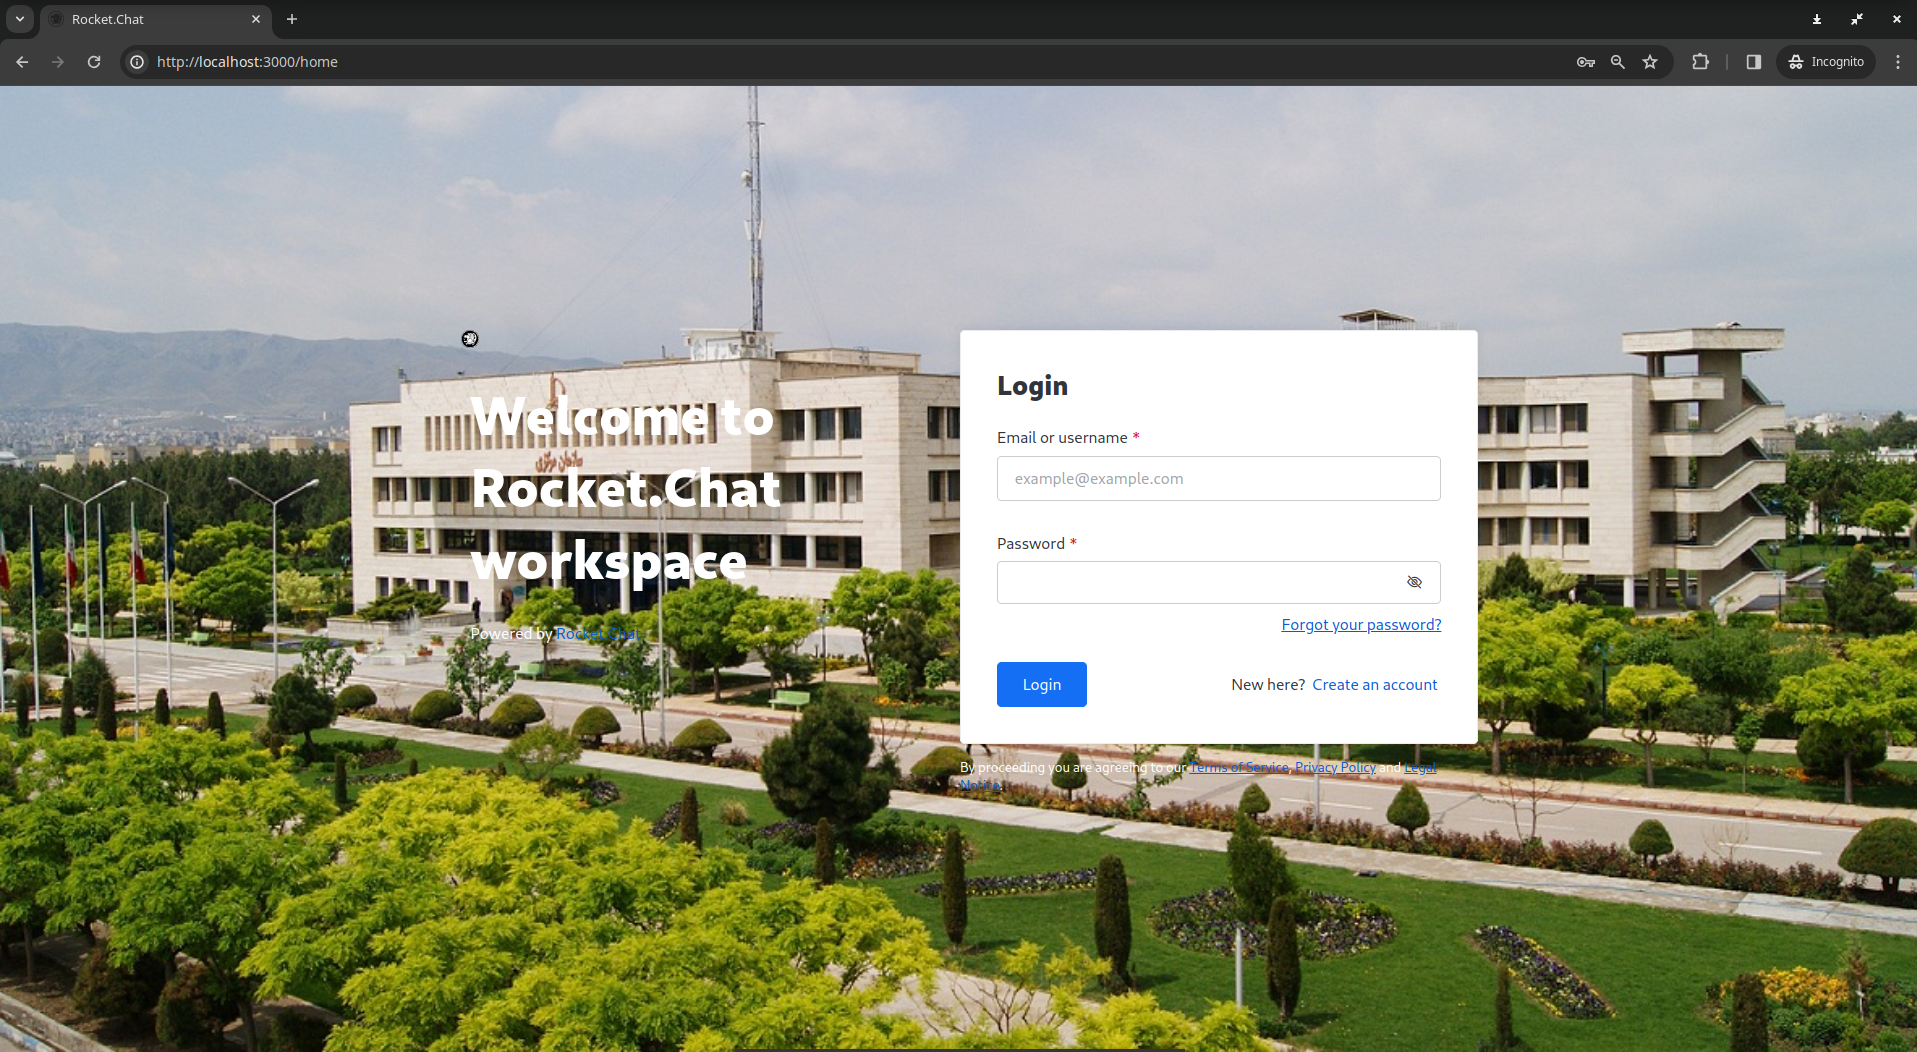 Rocket.Chat
http://localhost:3000/home
Incognito
Welcome to
Rocket.Chat
workspace
Powered by Rocket.Chat
سازمان مرکزی
Login
Email or username *
example@example.com
Password *
Forgot your password?
Login
New here? Create an account
By proceeding you are agreeing to our Terms of Service, Privacy Policy and Legal
Notice.